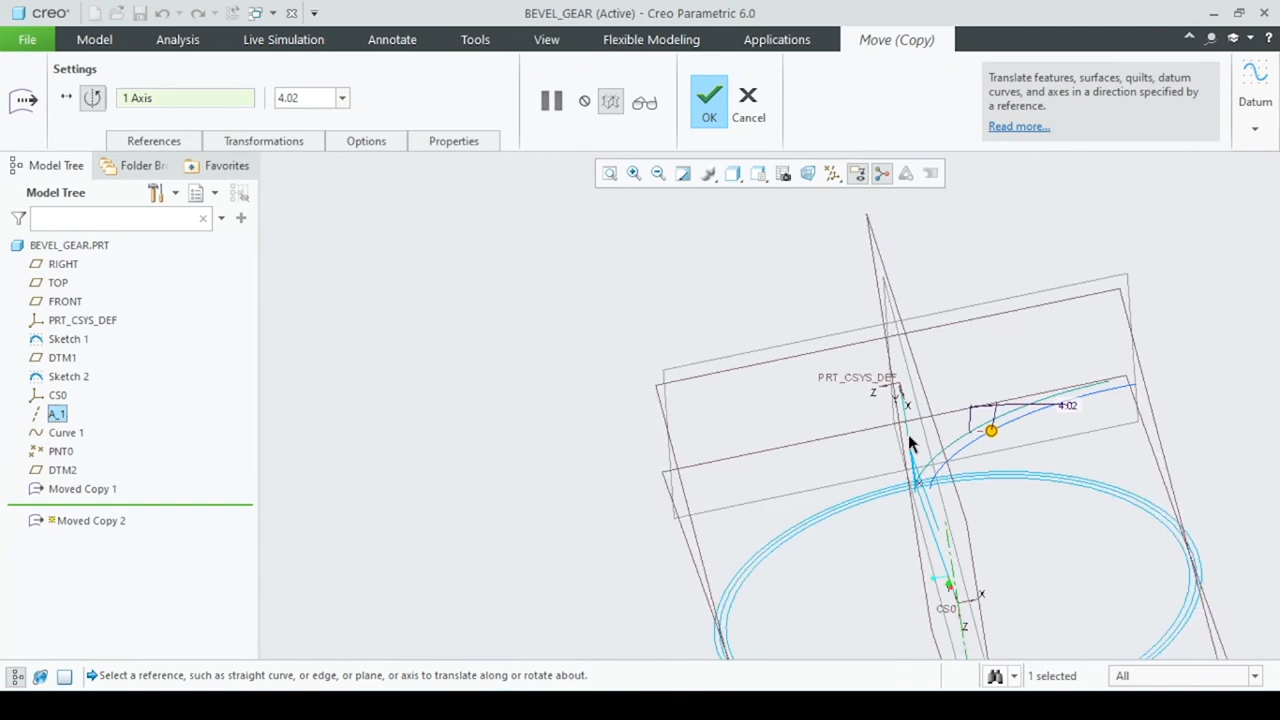 creo®
BEVEL_GEAR (Active) - Creo Parametric 6.0
File Model Analysis Live Simulation Annotate Tools View Flexible Modeling Applications Move (Copy)
Settings
1 Axis 4.02
OK Cancel
Translate features, surfaces, quilts, datum
curves, and axes in a direction specified by
a reference.
Read more...
Datum
References Transformations Options Properties
Model Tree Folder Br Favorites
Model Tree
BEVEL_GEAR.PRT
RIGHT
TOP
FRONT
PRT_CSYS_DEF
Sketch 1
DTM1
Sketch 2
CS0
A_1
Curve 1
PNT0
DTM2
Moved Copy 1
Moved Copy 2
PRT_CSYS_DEF
Z
X
4.02
X
CS0
Z
Select a reference, such as straight curve, or edge, or plane, or axis to translate along or rotate about.
1 selected All